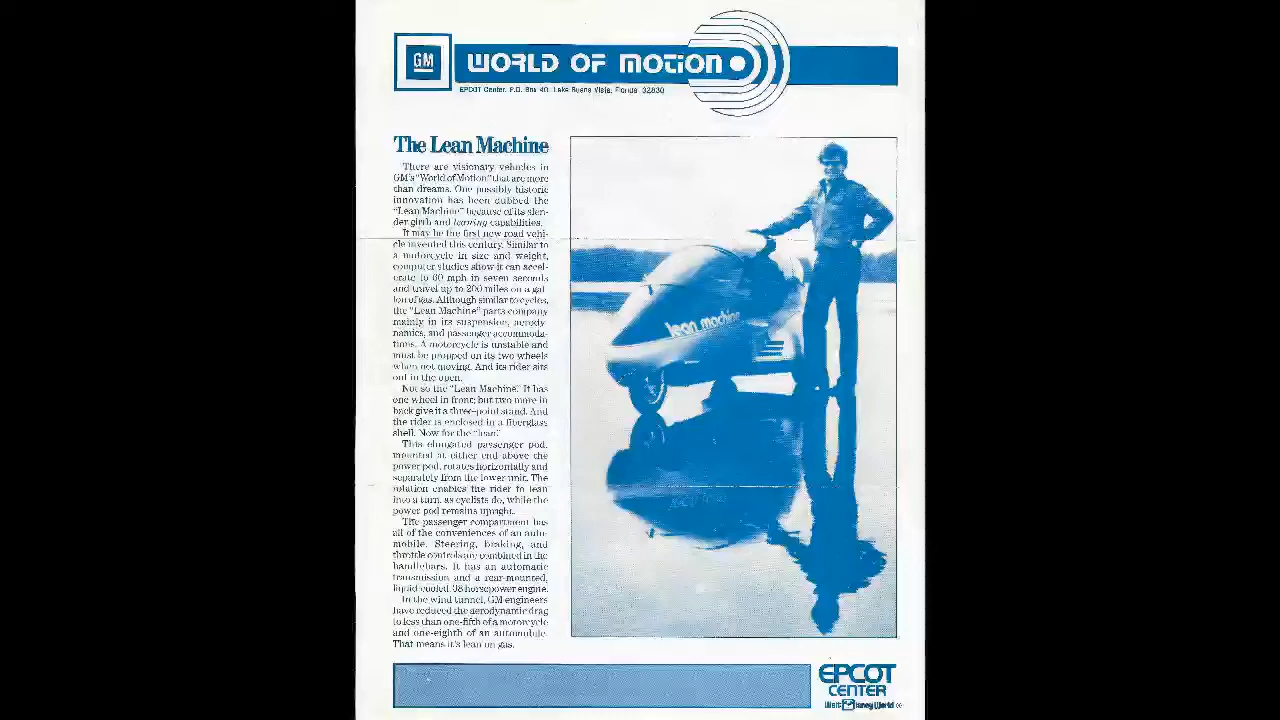 GM
WORLD OF MOTION
EPCOT Center, P.O. Box 40, Lake Buena Vista, Florida 32830
The Lean Machine
There are visionary vehicles in
GM's "World of Motion" that are more
than dreams. One possibly historic
innovation has been dubbed the
"Lean Machine" because of its slen-
der girth and leaning capabilities.
It may be the first new road vehi-
cle invented this century. Similar to
a motorcycle in size and weight,
computer studies show it can accel-
erate to 60 mph in seven seconds
and travel up to 200 miles on a gal-
lon of gas. Although similar to cycles,
the "Lean Machine" parts company
mainly in its suspension, aerody-
namics, and passenger accommoda-
tions. A motorcycle is unstable and
must be propped on its two wheels
when not moving. And its rider sits
out in the open.
Not so the "Lean Machine." It has
one wheel in front; but two more in
back give it a three-point stand. And
the rider is enclosed in a fiberglass
shell. Now for the "lean."
This elongated passenger pod,
mounted at either end above the
power pod, rotates horizontally and
separately from the lower unit. The
rotation enables the rider to lean
into a turn, as cyclists do, while the
power pod remains upright.
The passenger compartment has
all of the conveniences of an auto-
mobile. Steering, braking, and
throttle controls are combined in the
handlebars. It has an automatic
transmission and a rear-mounted,
liquid-cooled, 38 horsepower engine.
In the wind tunnel, GM engineers
have reduced the aerodynamic drag
to less than one-fifth of a motorcycle
and one-eighth of an automobile.
That means it's lean on gas.
lean machine
EPCOT
CENTER
Walt Disney World